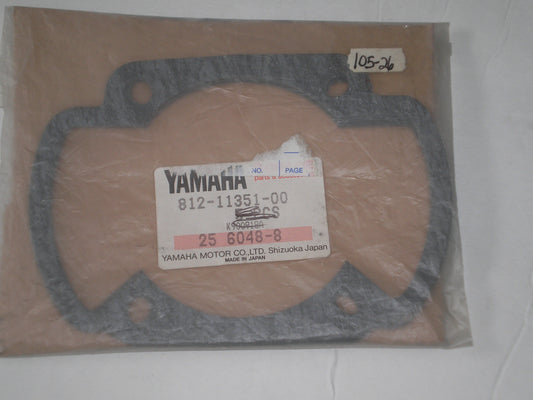 105-26
NO. PAGE
YAMAHA
812-11351-00
PCS
25 6048-8
YAMAHA MOTOR CO., LTD. Shizuoka Japan
MADE IN JAPAN